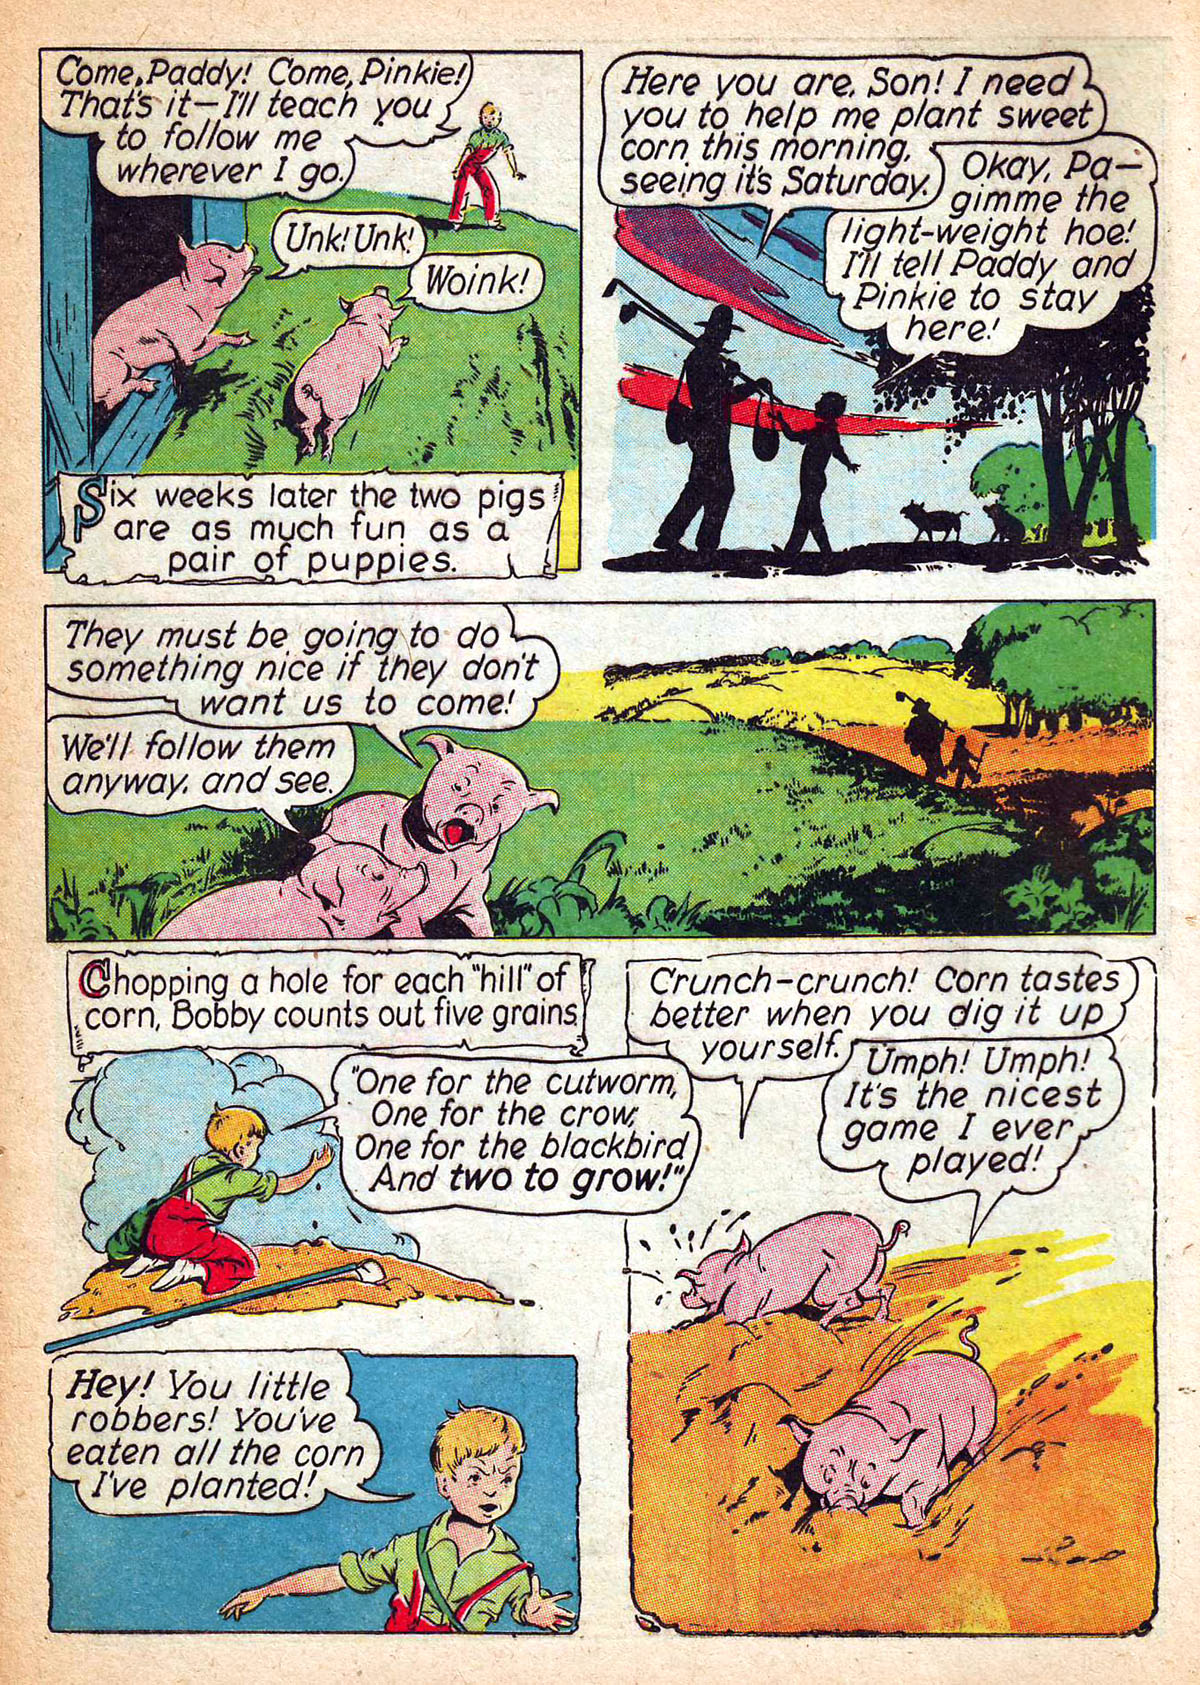 Come, Paddy! Come, Pinkie!
That's it— I'll teach you
to follow me
wherever I go.
Unk! Unk!
Woink!
Six weeks later the two pigs
are as much fun as a
pair of puppies.
Here you are, Son! I need
you to help me plant sweet
corn this morning,
seeing it's Saturday.
Okay, Pa—
gimme the
light-weight hoe!
I'll tell Paddy and
Pinkie to stay
here!
They must be going to do
something nice if they don't
want us to come!
We'll follow them
anyway, and see.
Chopping a hole for each "hill" of
corn, Bobby counts out five grains.
"One for the cutworm,
One for the crow,
One for the blackbird
And two to grow!"
Crunch-crunch! Corn tastes
better when you dig it up
yourself.
Umph! Umph!
It's the nicest
game I ever
played!
Hey! You little
robbers! You've
eaten all the corn
I've planted!